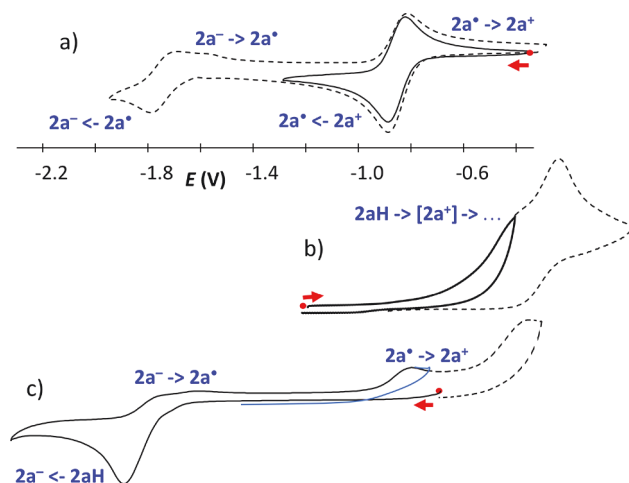 a)
2a⁻ -> 2a•
2a• -> 2a⁺
2a⁻ <- 2a•
2a• <- 2a⁺
-2.2 -1.8 -1.4 -1.0 -0.6
E (V)
b)
2aH -> [2a⁺] -> ...
c)
2a⁻ -> 2a•
2a• -> 2a⁺
2a⁻ <- 2aH